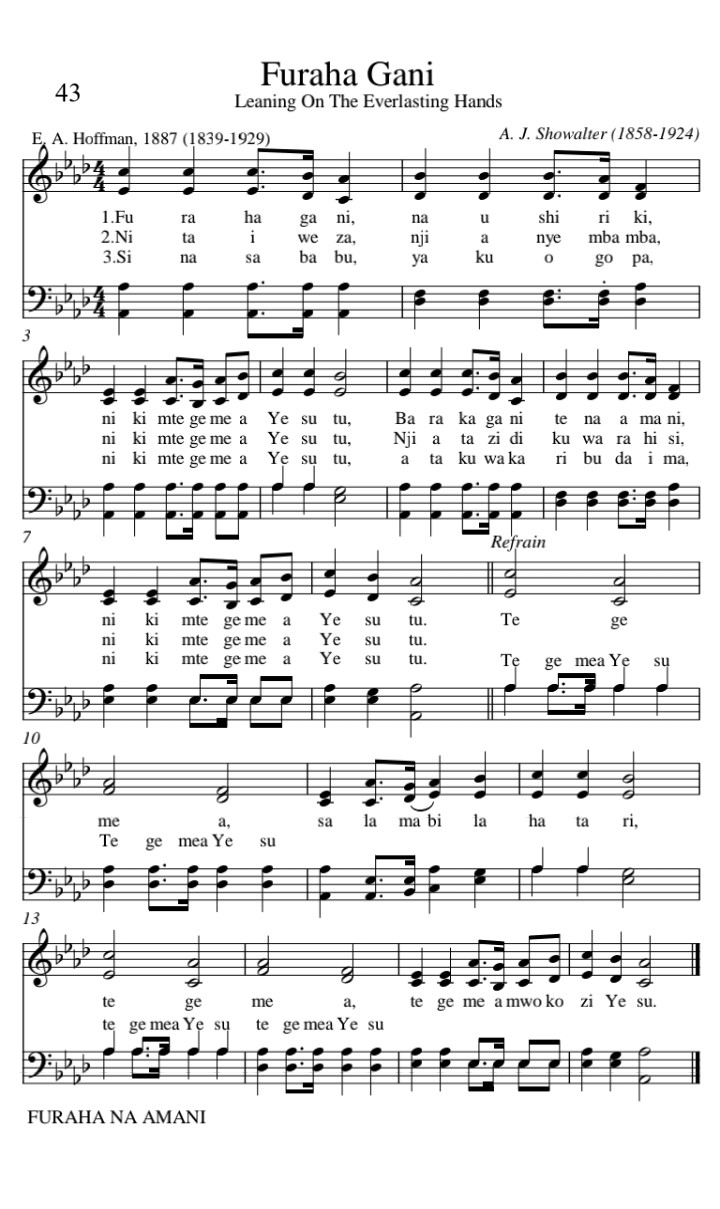 Furaha Gani
43
Leaning On The Everlasting Hands
E. A. Hoffman, 1887 (1839-1929)
A. J. Showalter (1858-1924)
1.Fu ra ha ga ni, na u shi ri ki,
2.Ni ta i we za, nji a nye mba mba,
3.Si na sa ba bu, ya ku o go pa,
3
ni ki mte ge me a Ye su tu, Ba ra ka ga ni te na a ma ni,
ni ki mte ge me a Ye su tu, Nji a ta zi di ku wa ra hi si,
ni ki mte ge me a Ye su tu, a ta ku wa ka ri bu da i ma,
7
Refrain
ni ki mte ge me a Ye su tu. Te ge
ni ki mte ge me a Ye su tu.
ni ki mte ge me a Ye su tu. Te ge mea Ye su
10
me a, sa la ma bi la ha ta ri,
Te ge mea Ye su
13
te ge me a, te ge me a mwo ko zi Ye su.
te ge mea Ye su te ge mea Ye su
FURAHA NA AMANI